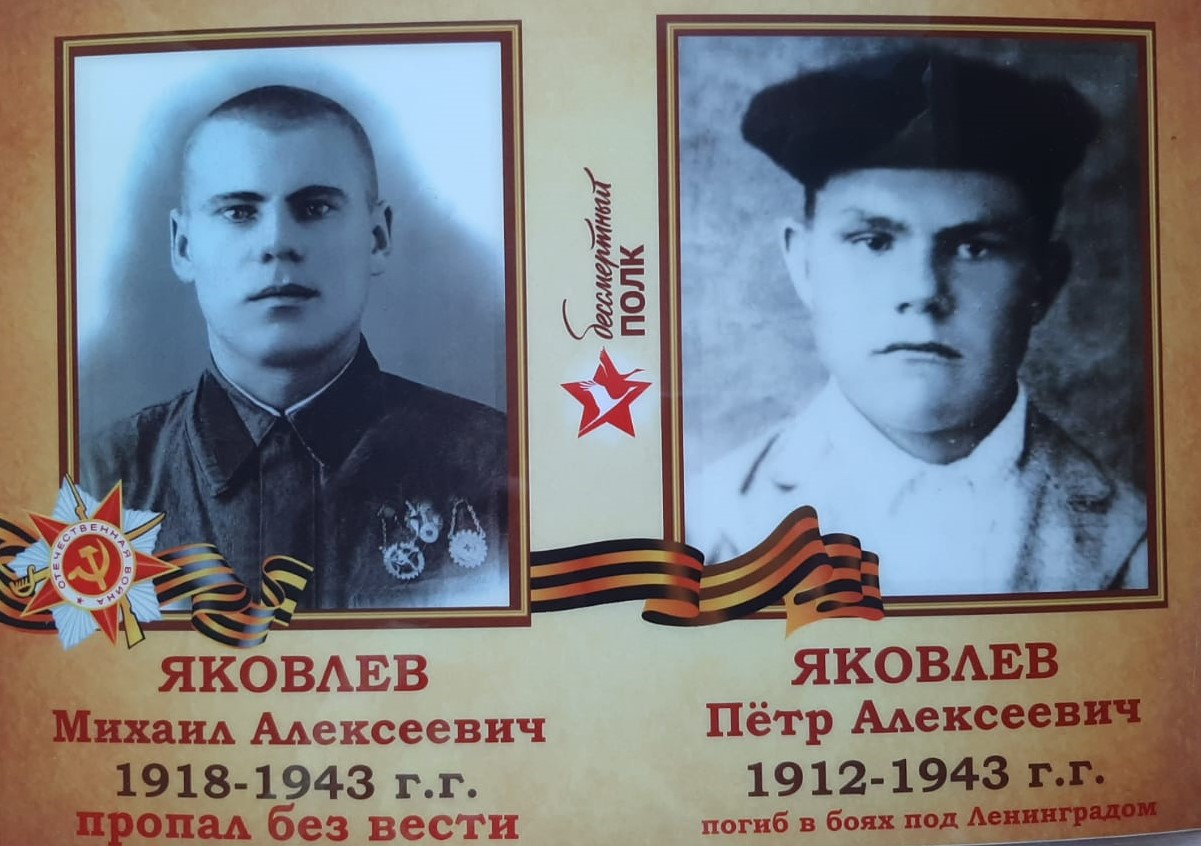 бессмертный
ПОЛК
ОТЕЧЕСТВЕННАЯ ВОЙНА
ЯКОВЛЕВ
Михаил Алексеевич
1918-1943 г.г.
пропал без вести
ЯКОВЛЕВ
Пётр Алексеевич
1912-1943 г.г.
погиб в боях под Ленинградом